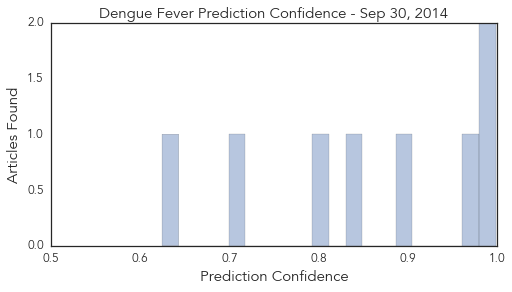 Dengue Fever Prediction Confidence - Sep 30, 2014
2.0
1.5
1.0
0.5
0.0
Articles Found
0.5 0.6 0.7 0.8 0.9 1.0
Prediction Confidence